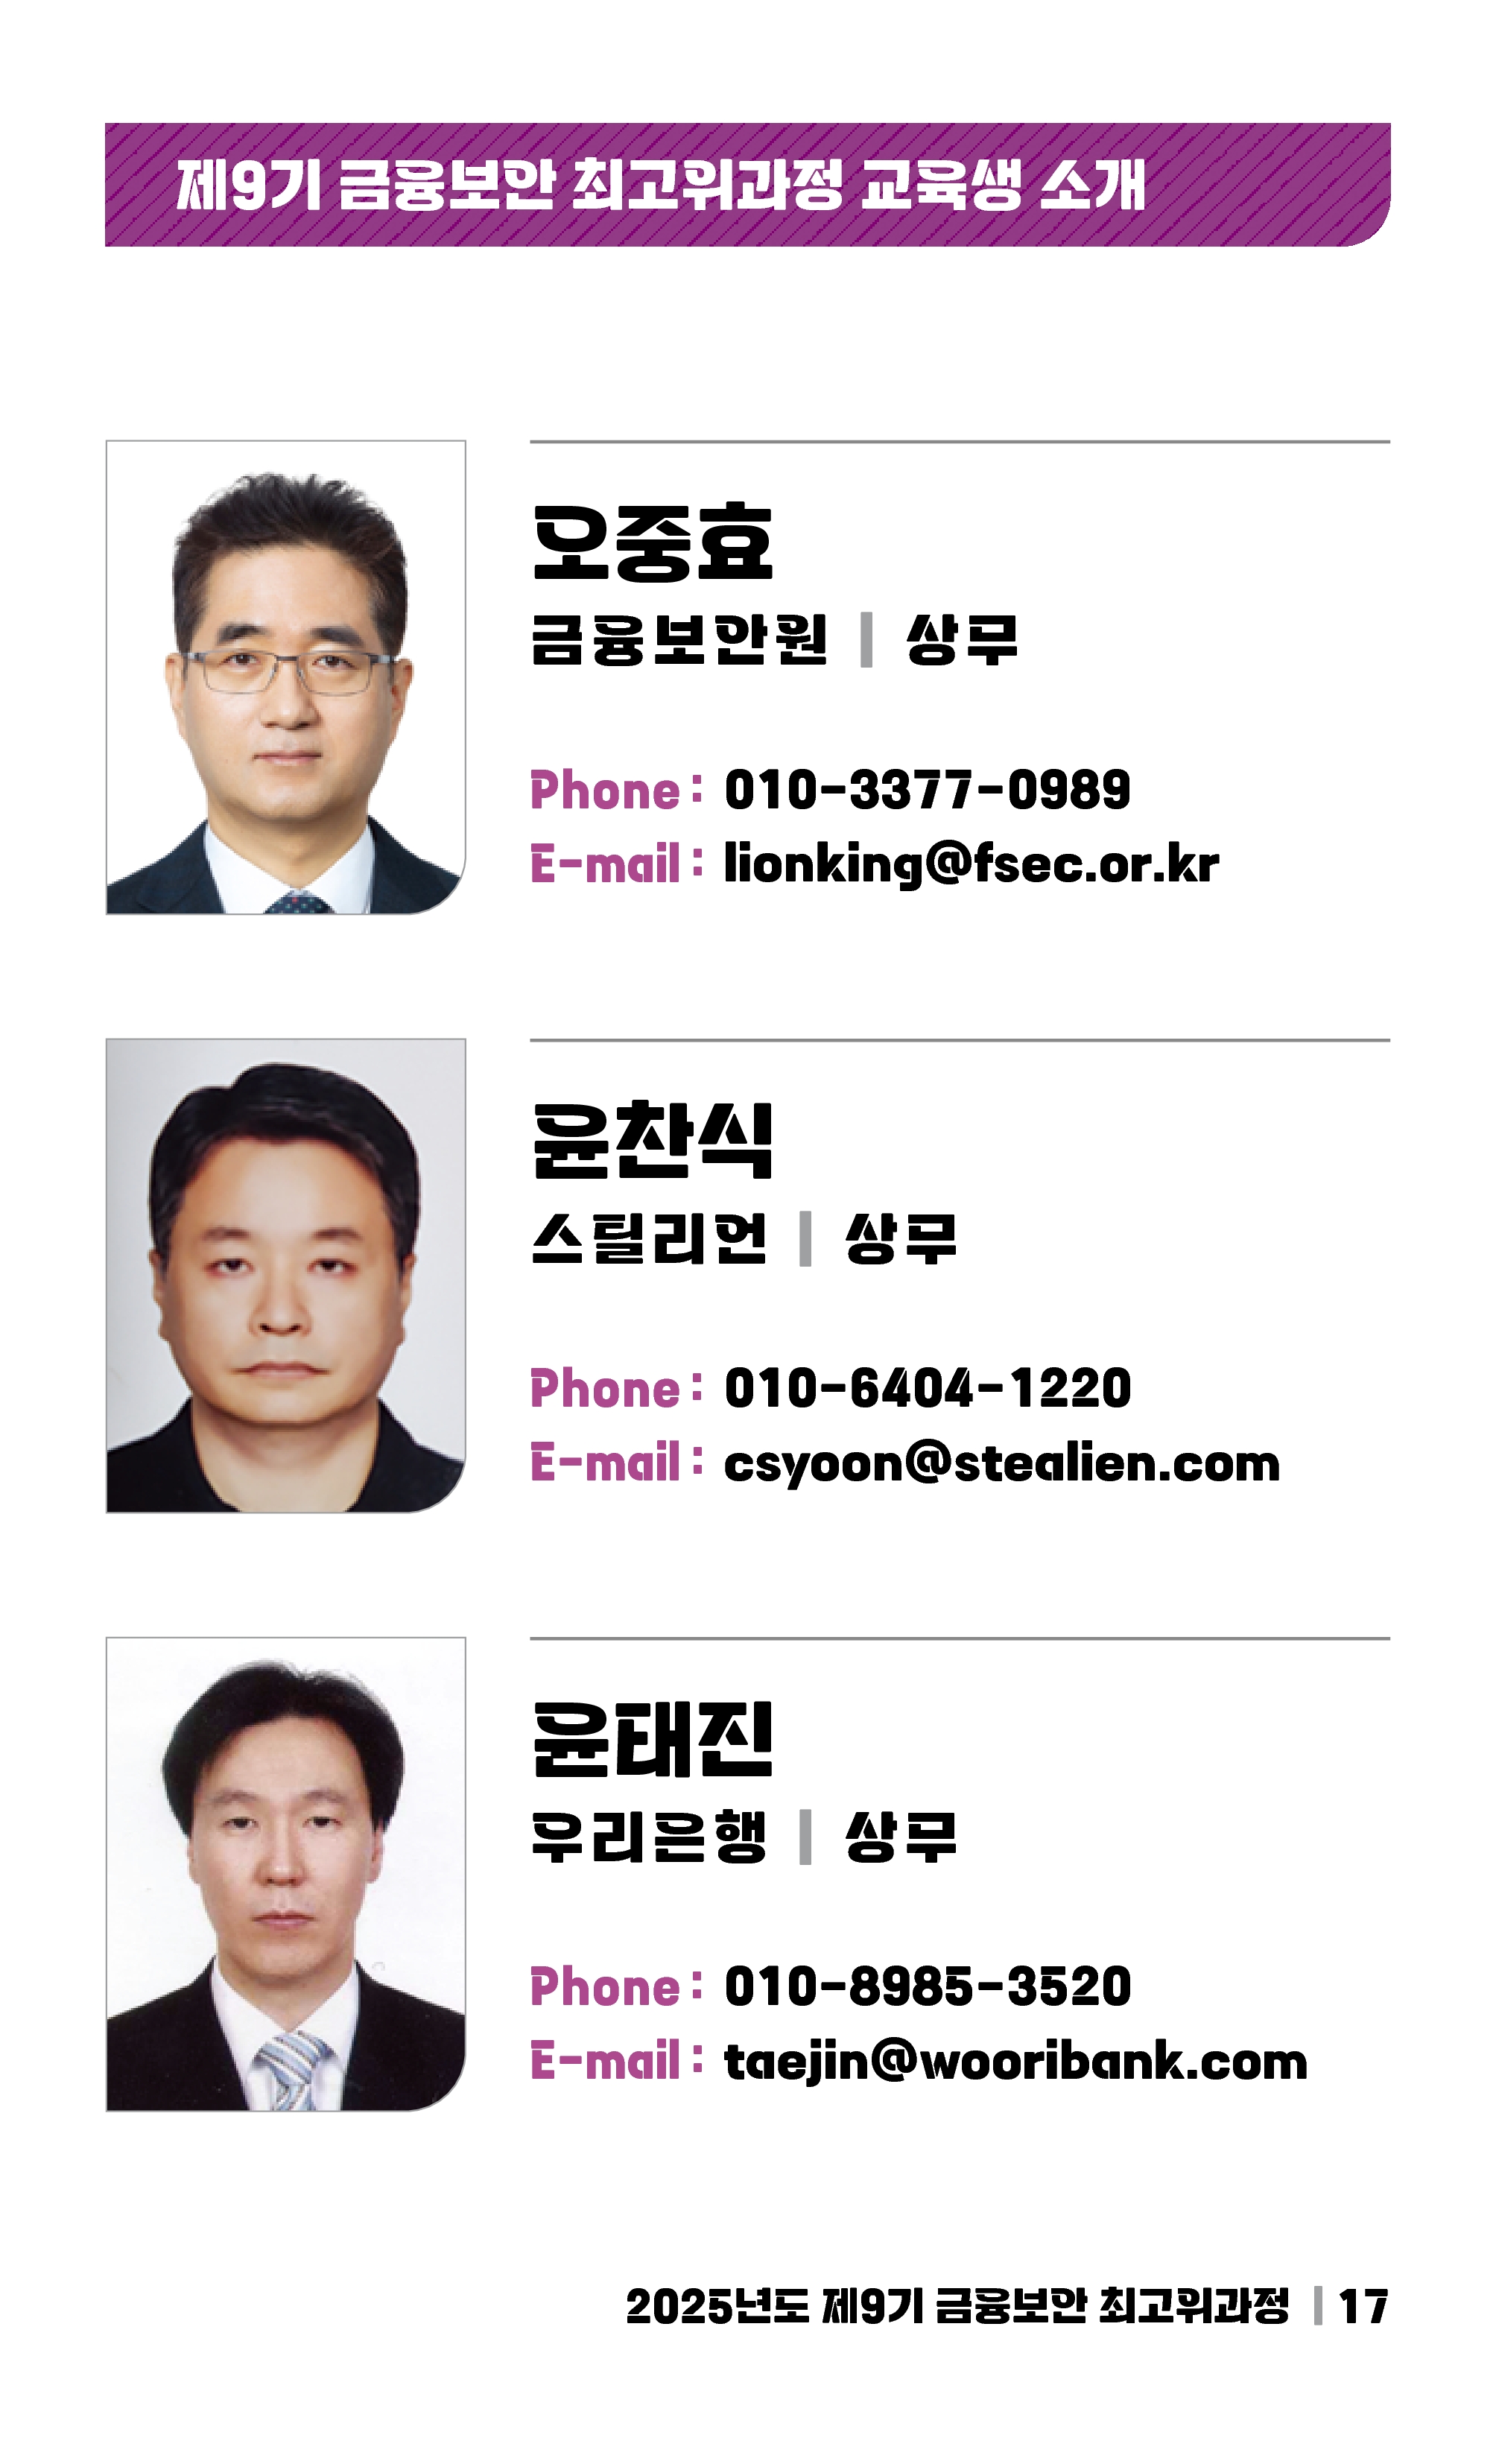 제9기 금융보안 최고위과정 교육생 소개
오중효
금융보안원 | 상무
Phone : 010-3377-0989
E-mail : lionking@fsec.or.kr
윤찬식
스틸리언 | 상무
Phone : 010-6404-1220
E-mail : csyoon@stealien.com
윤태진
우리은행 | 상무
Phone : 010-8985-3520
E-mail : taejin@wooribank.com
2025년도 제9기 금융보안 최고위과정 | 17